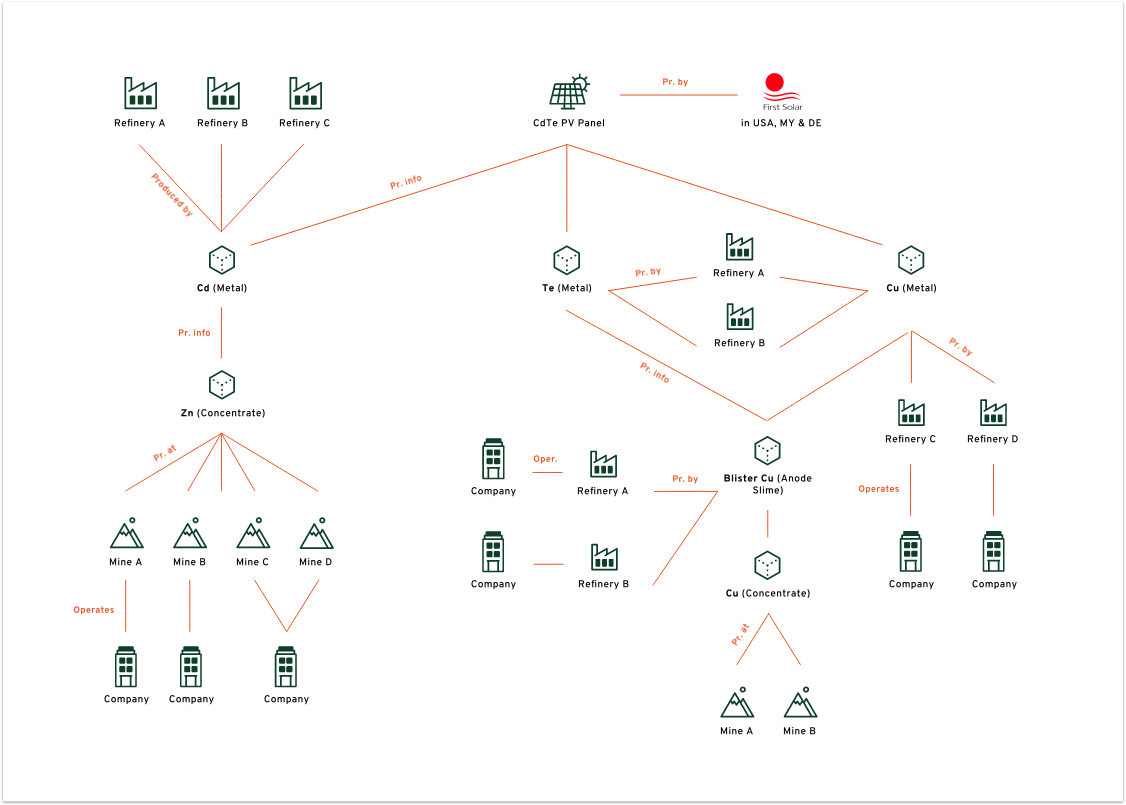 Refinery A
Refinery B
Refinery C
CdTe PV Panel
Pr. by
First Solar
in USA, MY & DE
Produced by
Pr. info
Cd (Metal)
Te (Metal)
Pr. by
Refinery A
Refinery B
Cu (Metal)
Pr. info
Pr. info
Pr. by
Zn (Concentrate)
Pr. at
Refinery C
Refinery D
Company
Oper.
Refinery A
Pr. by
Blister Cu (Anode
Slime)
Operates
Mine A
Mine B
Mine C
Mine D
Company
Refinery B
Cu (Concentrate)
Company
Company
Operates
Pr. at
Company
Company
Company
Mine A
Mine B